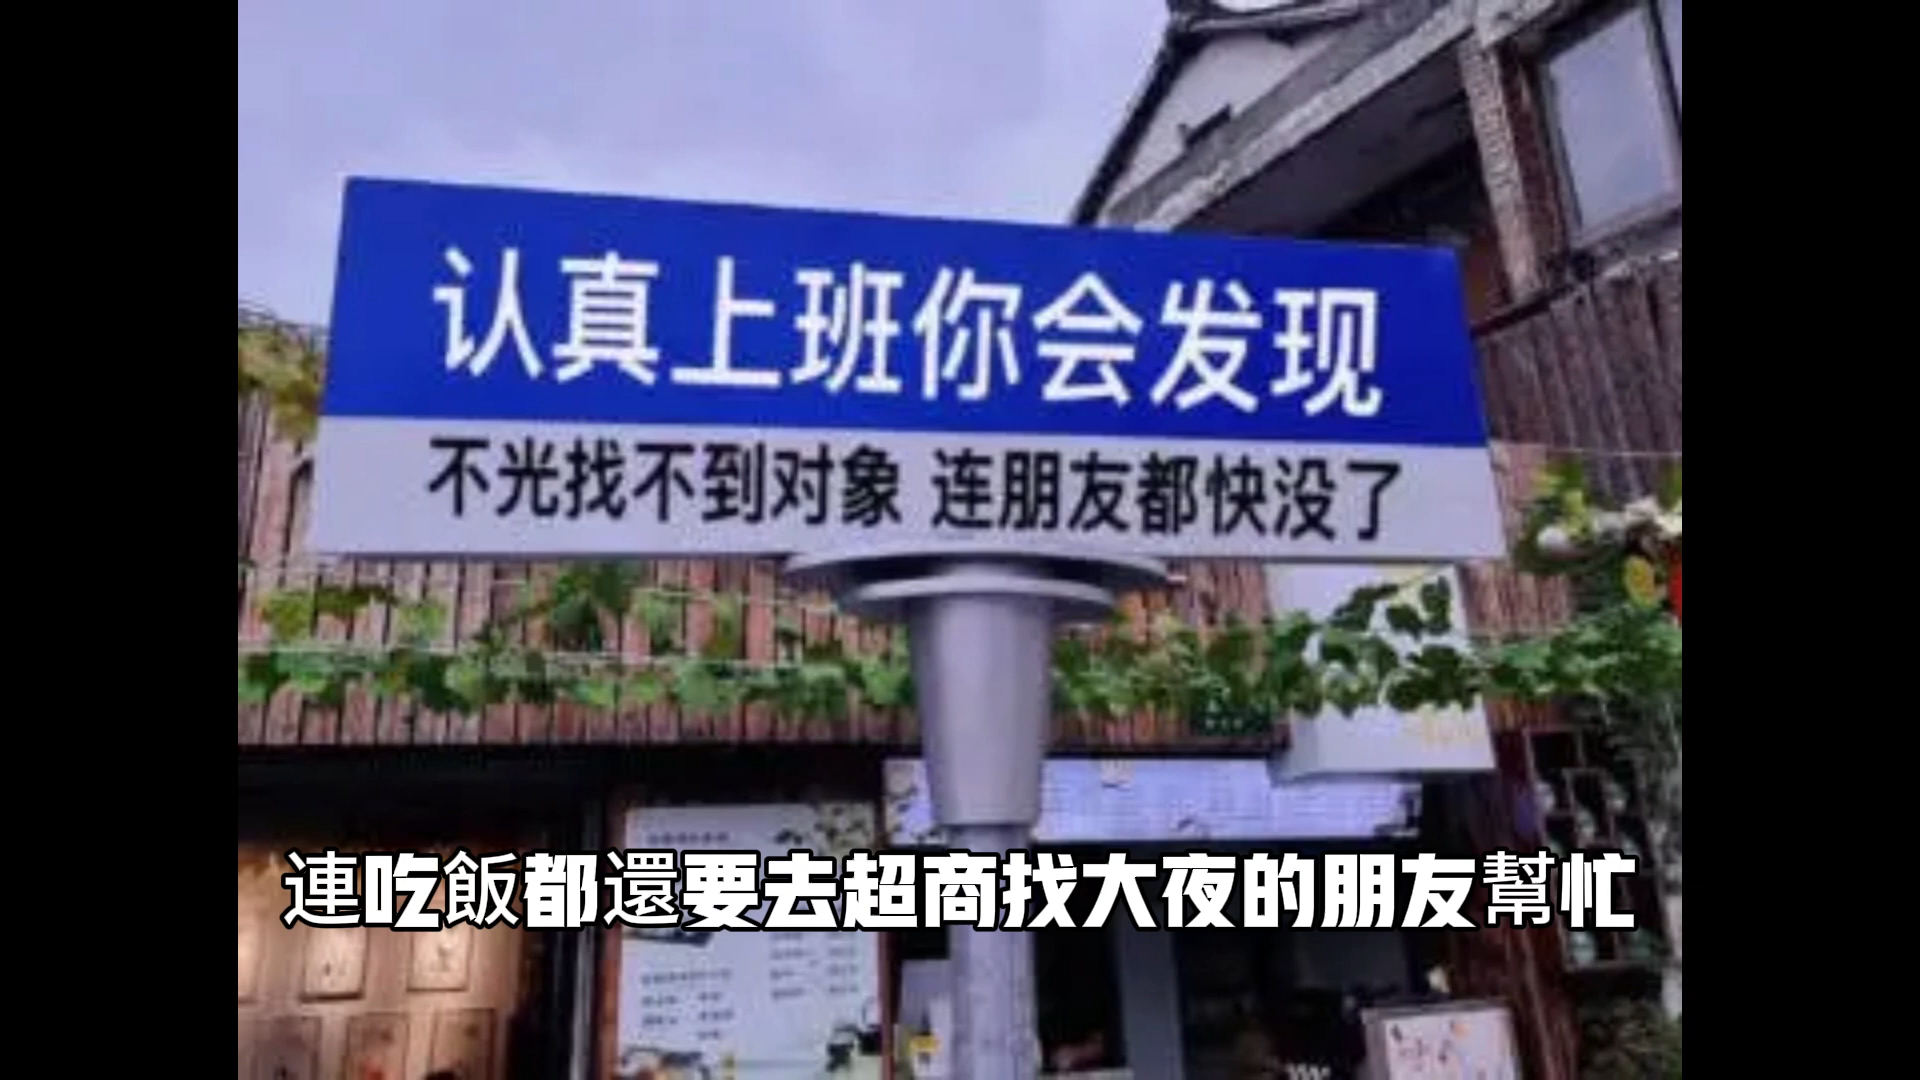 认真上班你会发现
不光找不到对象 连朋友都快没了
連吃飯都還要去超商找大夜的朋友幫忙